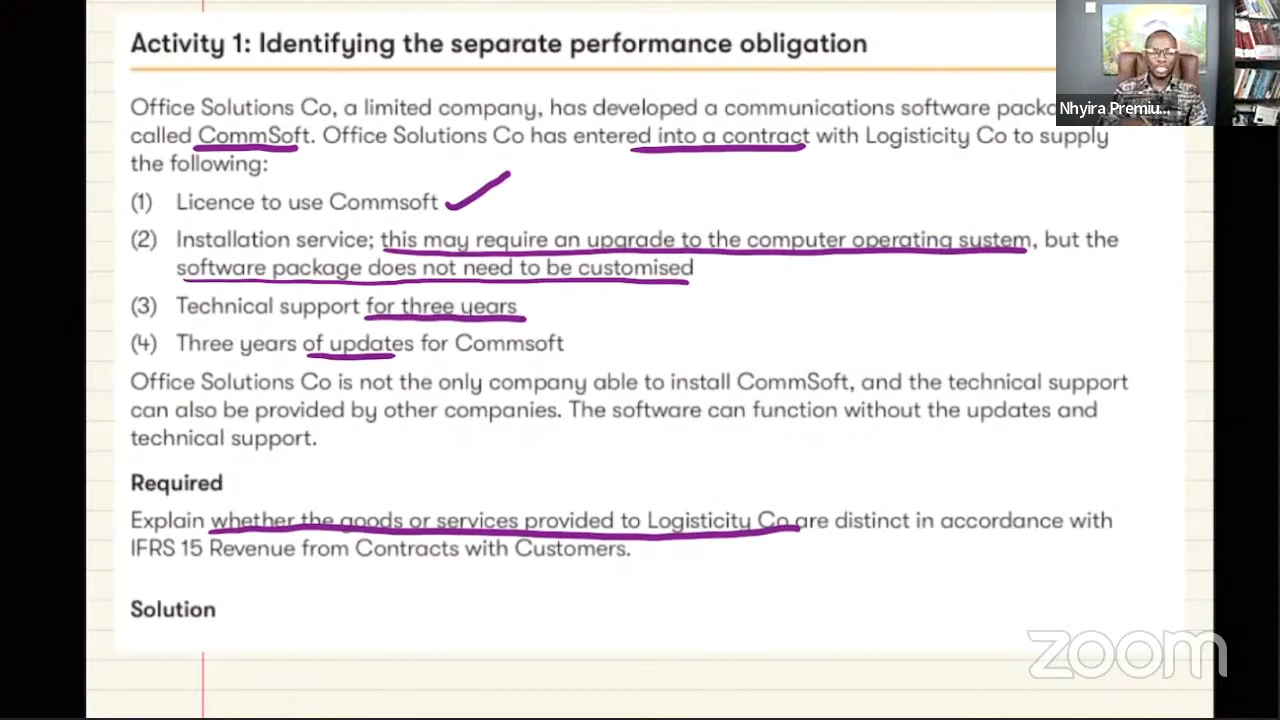 Activity 1: Identifying the separate performance obligation
Nhyira Premiu...
Office Solutions Co, a limited company, has developed a communications software
called CommSoft. Office Solutions Co has entered into a contract with Logisticity Co to supply
the following:
(1) Licence to use Commsoft
(2) Installation service; this may require an upgrade to the computer operating system, but the
software package does not need to be customised
(3) Technical support for three years
(4) Three years of updates for Commsoft
Office Solutions Co is not the only company able to install CommSoft, and the technical support
can also be provided by other companies. The software can function without the updates and
technical support.
Required
Explain whether the goods or services provided to Logisticity Co are distinct in accordance with
IFRS 15 Revenue from Contracts with Customers.
Solution
zoom